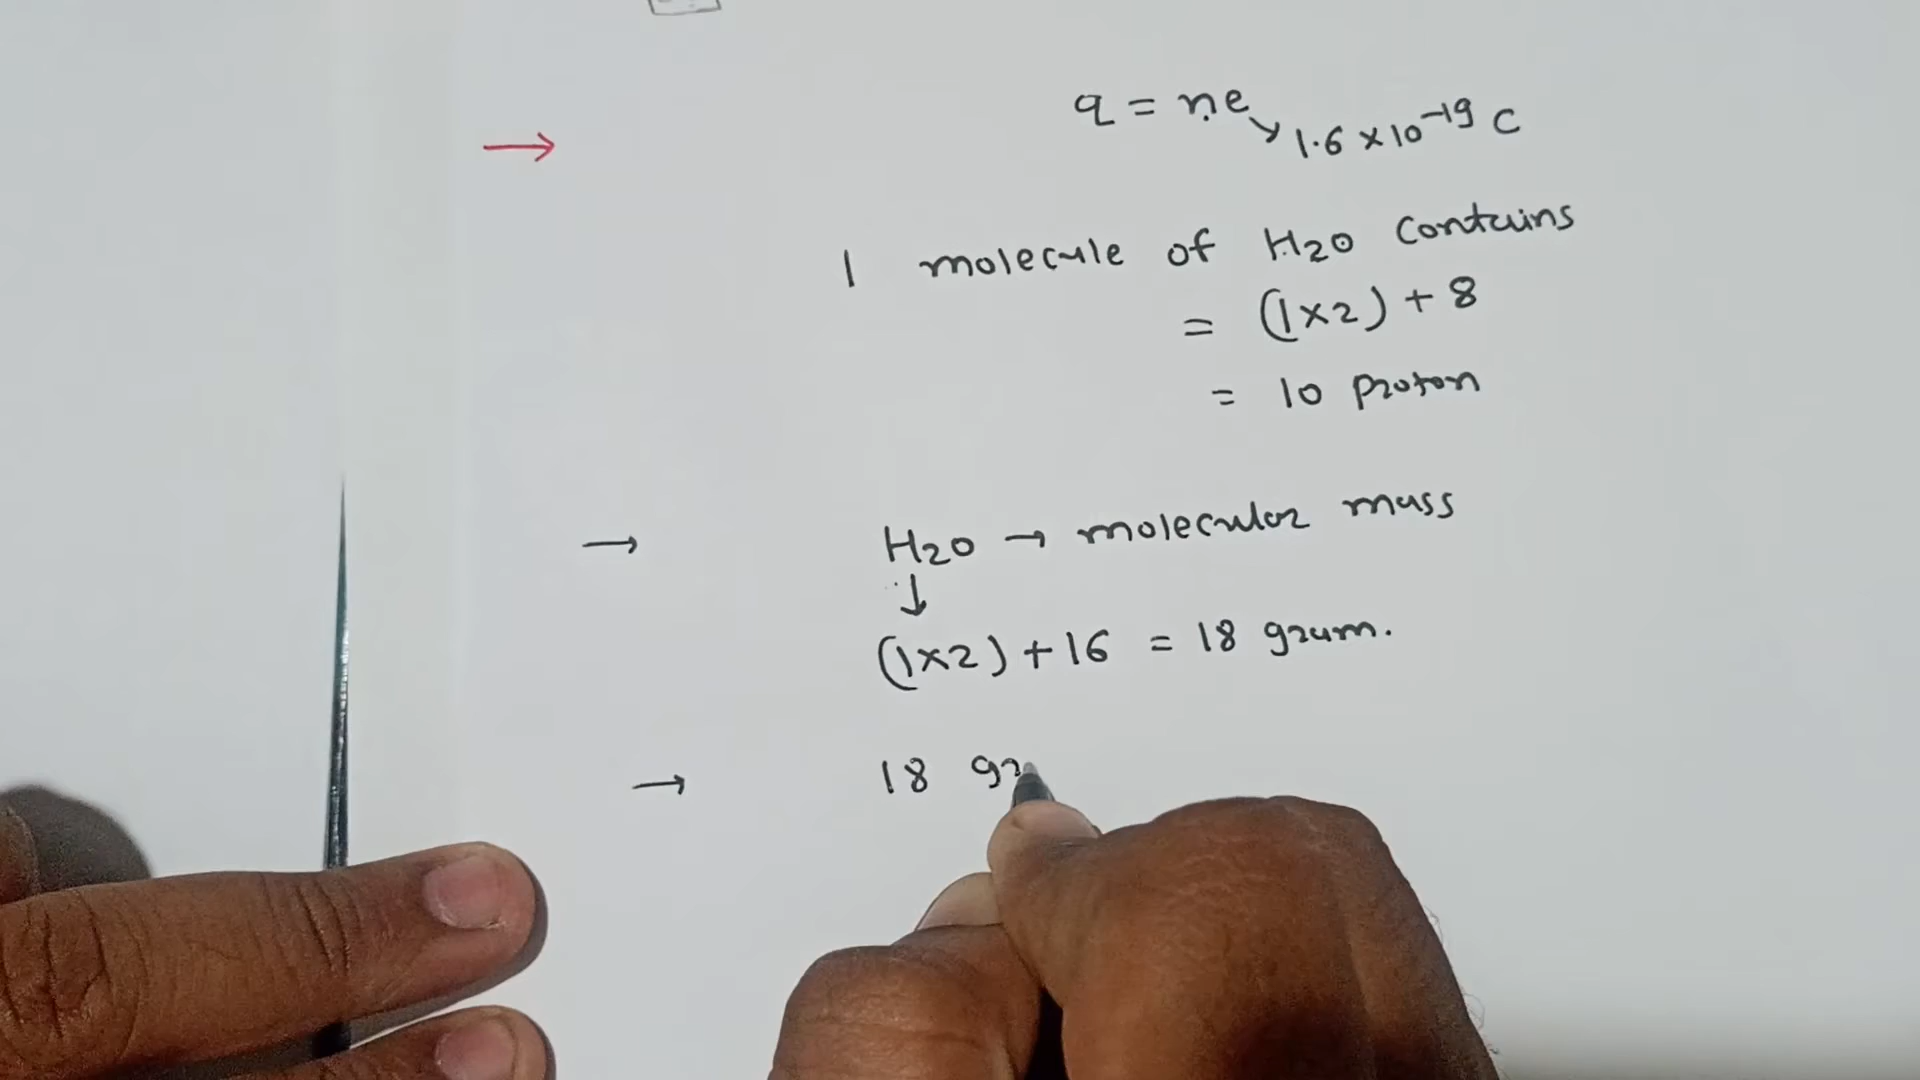 q = ne
→ 1.6 × 10⁻¹⁹ C
→
1 molecule of H2O Contains
= (1×2) + 8
= 10 Proton
→ H2O → molecular mass
↓
(1×2) + 16 = 18 gram.
→ 18 gr